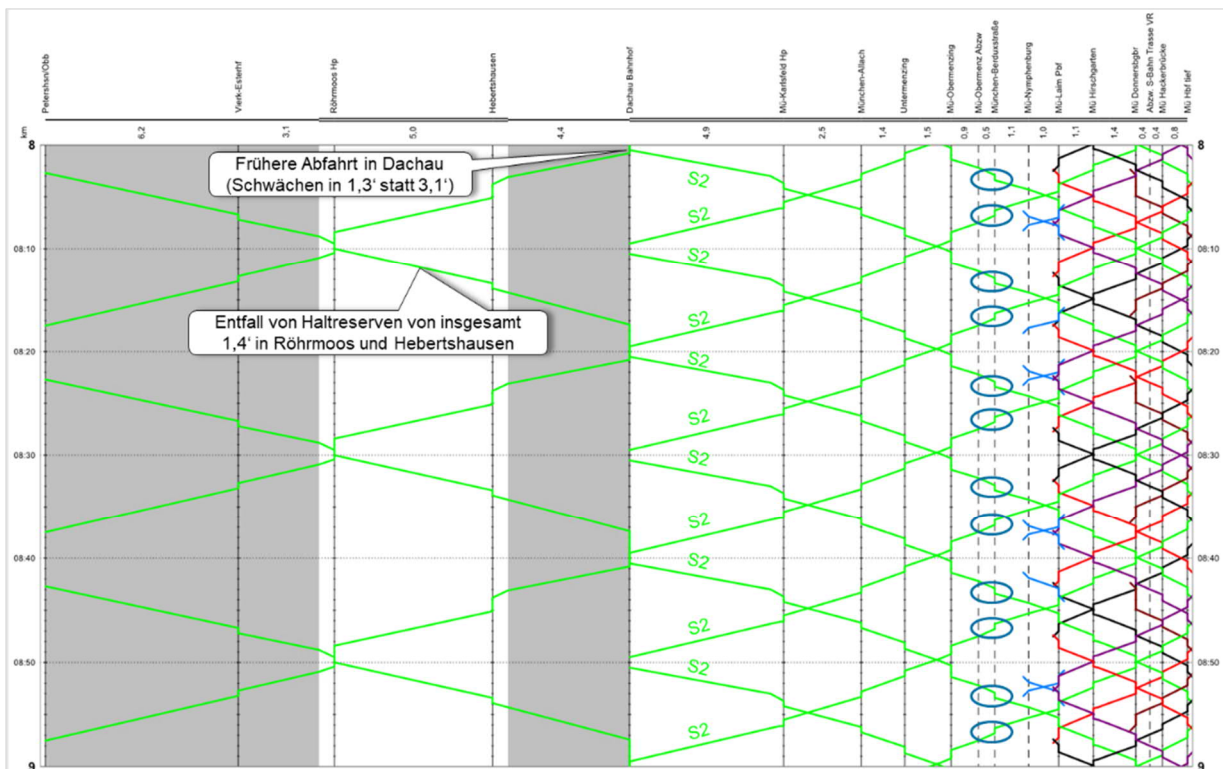 Petershsn/Obb
Vierk-Esterhf
Röhrmoos Hp
Hebertshausen
Dachau Bahnhof
Mü-Karlsfeld Hp
München-Allach
Untermenzing
Mü-Obermenzing
Mü-Obermenz Abzw
München-Berduxstraße
Mü-Nymphenburg
Mü-Laim Pbf
Mü Hirschgarten
Mü Donnersbgbr
Abzw. S-Bahn Trasse VR
Mü Hackerbrücke
Mü Hbf tief
km 6,2 3,1 5,0 4,4 4,9 2,5 1,4 1,5 0,9 0,5 1,1 1,0 1,1 1,4 0,4 0,4 0,8
8 8
Frühere Abfahrt in Dachau
(Schwächen in 1,3‘ statt 3,1‘)
S2
S2
08:10 S2 08:10
Entfall von Haltreserven von insgesamt
1,4‘ in Röhrmoos und Hebertshausen
S2
08:20 08:20
S2
S2
08:30 08:30
S2
S2
08:40 08:40
S2
S2
08:50 08:50
S2
S2
9 9